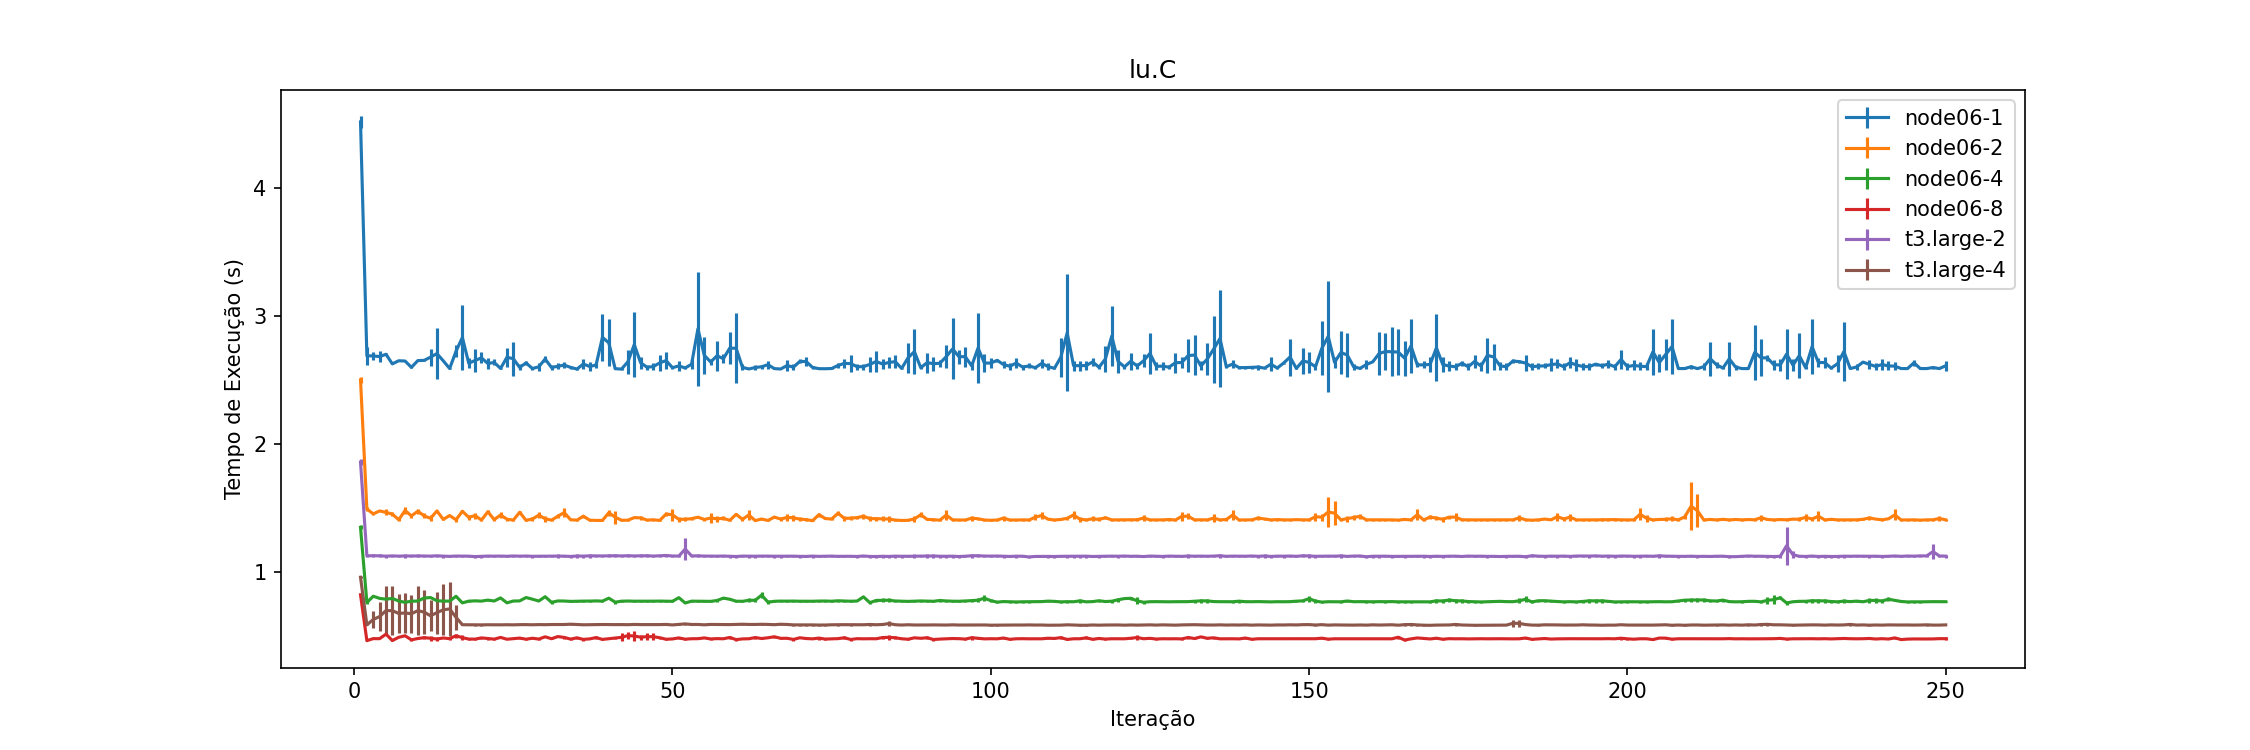 lu.C
Tempo de Execução (s)
4
3
2
1
node06-1
node06-2
node06-4
node06-8
t3.large-2
t3.large-4
0 50 100 150 200 250
Iteração